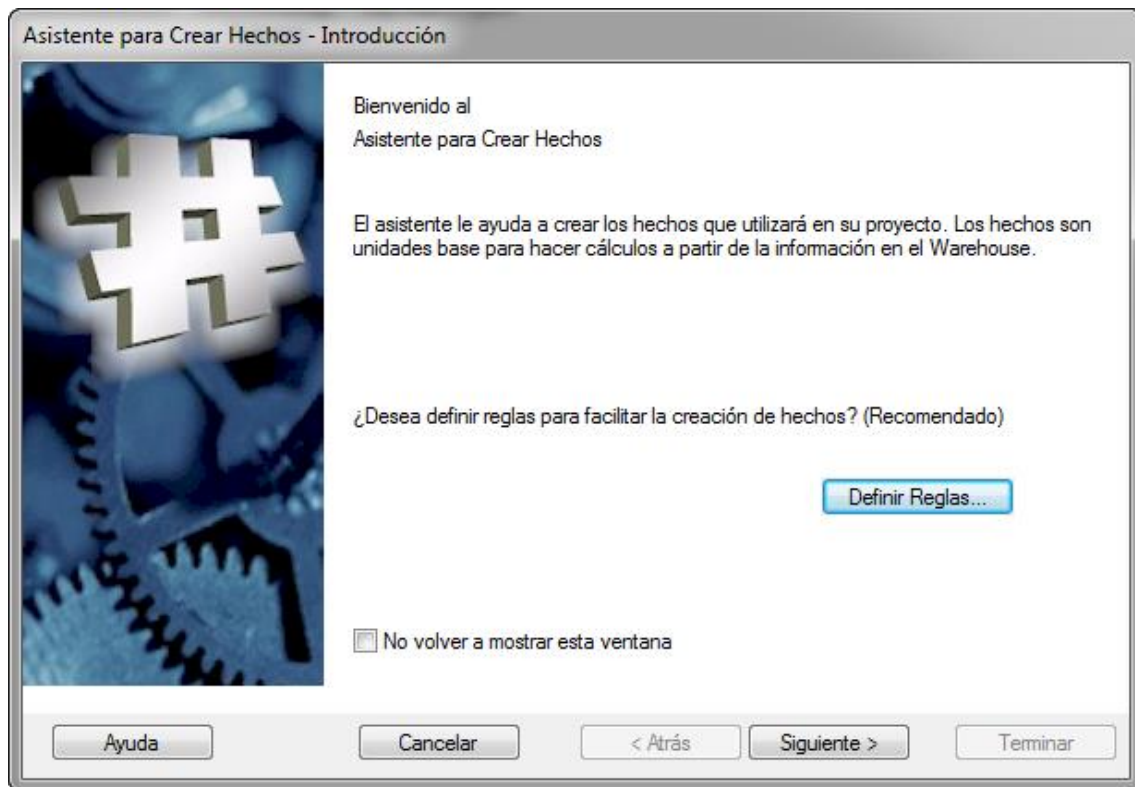 Asistente para Crear Hechos - Introducción
Bienvenido al
Asistente para Crear Hechos
El asistente le ayuda a crear los hechos que utilizará en su proyecto. Los hechos son
unidades base para hacer cálculos a partir de la información en el Warehouse.
¿Desea definir reglas para facilitar la creación de hechos? (Recomendado)
Definir Reglas...
No volver a mostrar esta ventana
Ayuda
Cancelar
< Atrás
Siguiente >
Terminar